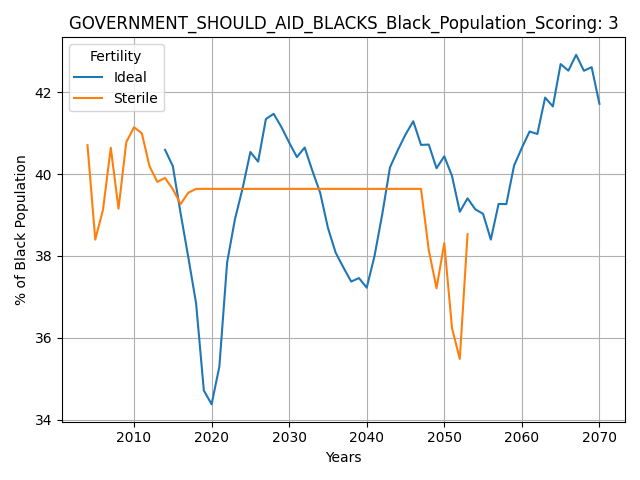 GOVERNMENT_SHOULD_AID_BLACKS_Black_Population_Scoring: 3
Fertility
Ideal
Sterile
% of Black Population
42
40
38
36
34
2010 2020 2030 2040 2050 2060 2070
Years